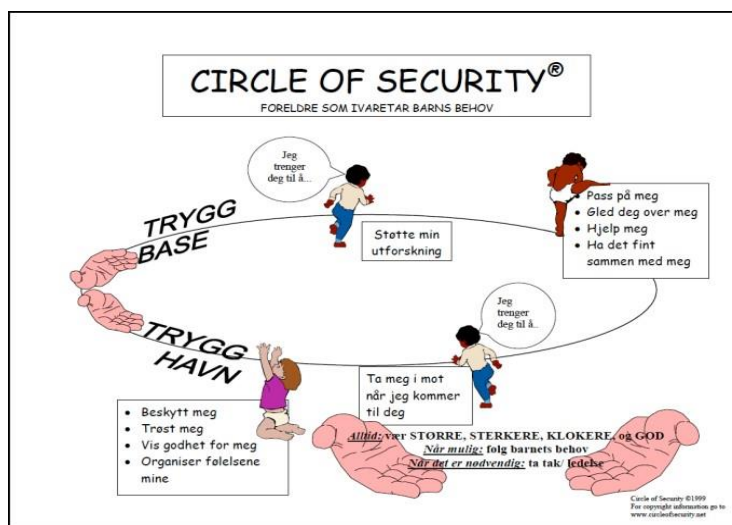 CIRCLE OF SECURITY®
FORELDRE SOM IVARETAR BARNS BEHOV
Jeg
trenger
deg til å...
TRYGG
BASE
Støtte min
utforskning
• Pass på meg
• Gled deg over meg
• Hjelp meg
• Ha det fint
sammen med meg
Jeg
trenger
deg til å..
TRYGG
HAVN
Ta meg i mot
når jeg kommer
til deg
• Beskytt meg
• Trøst meg
• Vis godhet for meg
• Organiser følelsene
mine
Alltid: vær STØRRE, STERKERE, KLOKERE, og GOD
Når mulig: følg barnets behov
Når det er nødvendig: ta tak/ ledelse
Circle of Security ©1999
For copyright information go to
www.circleofsecurity.net